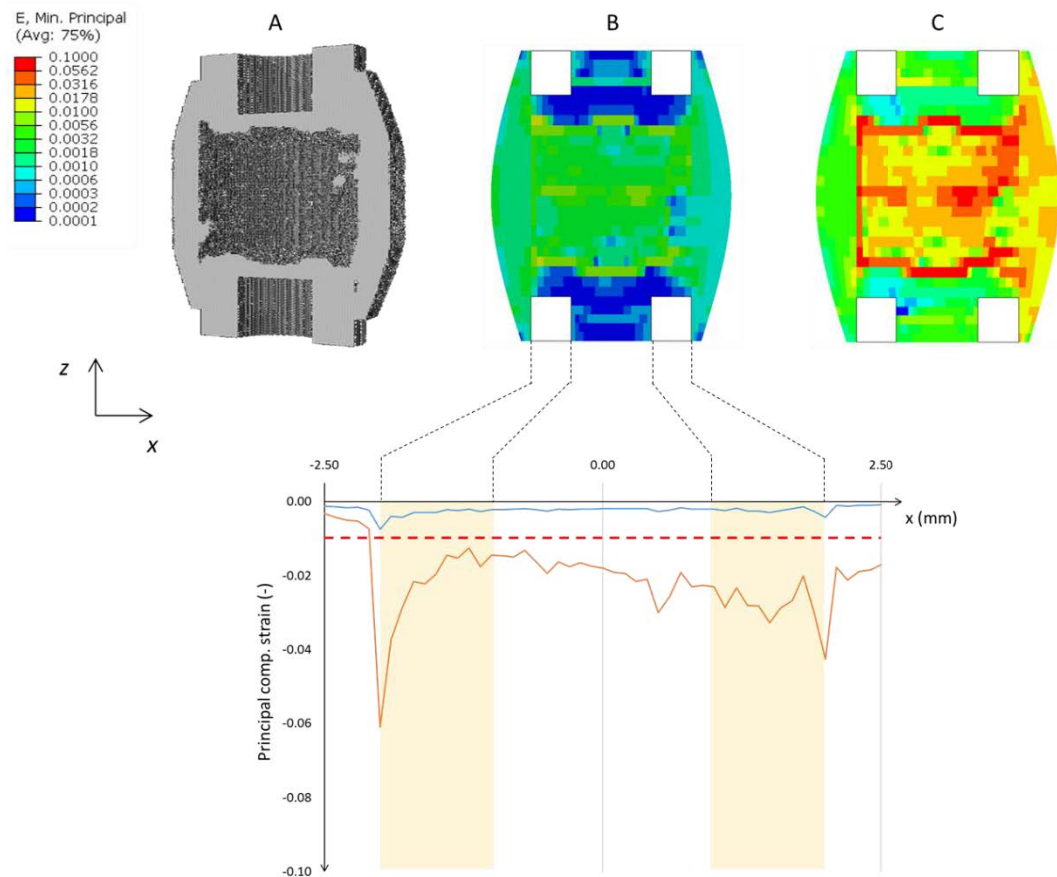 E, Min. Principal
(Avg: 75%)
0.1000
0.0562
0.0316
0.0178
0.0100
0.0056
0.0032
0.0018
0.0010
0.0006
0.0003
0.0002
0.0001
A
B
C
z
x
-2.50
0.00
2.50
x (mm)
Principal comp. strain (-)
0.00
-0.02
-0.04
-0.06
-0.08
-0.10